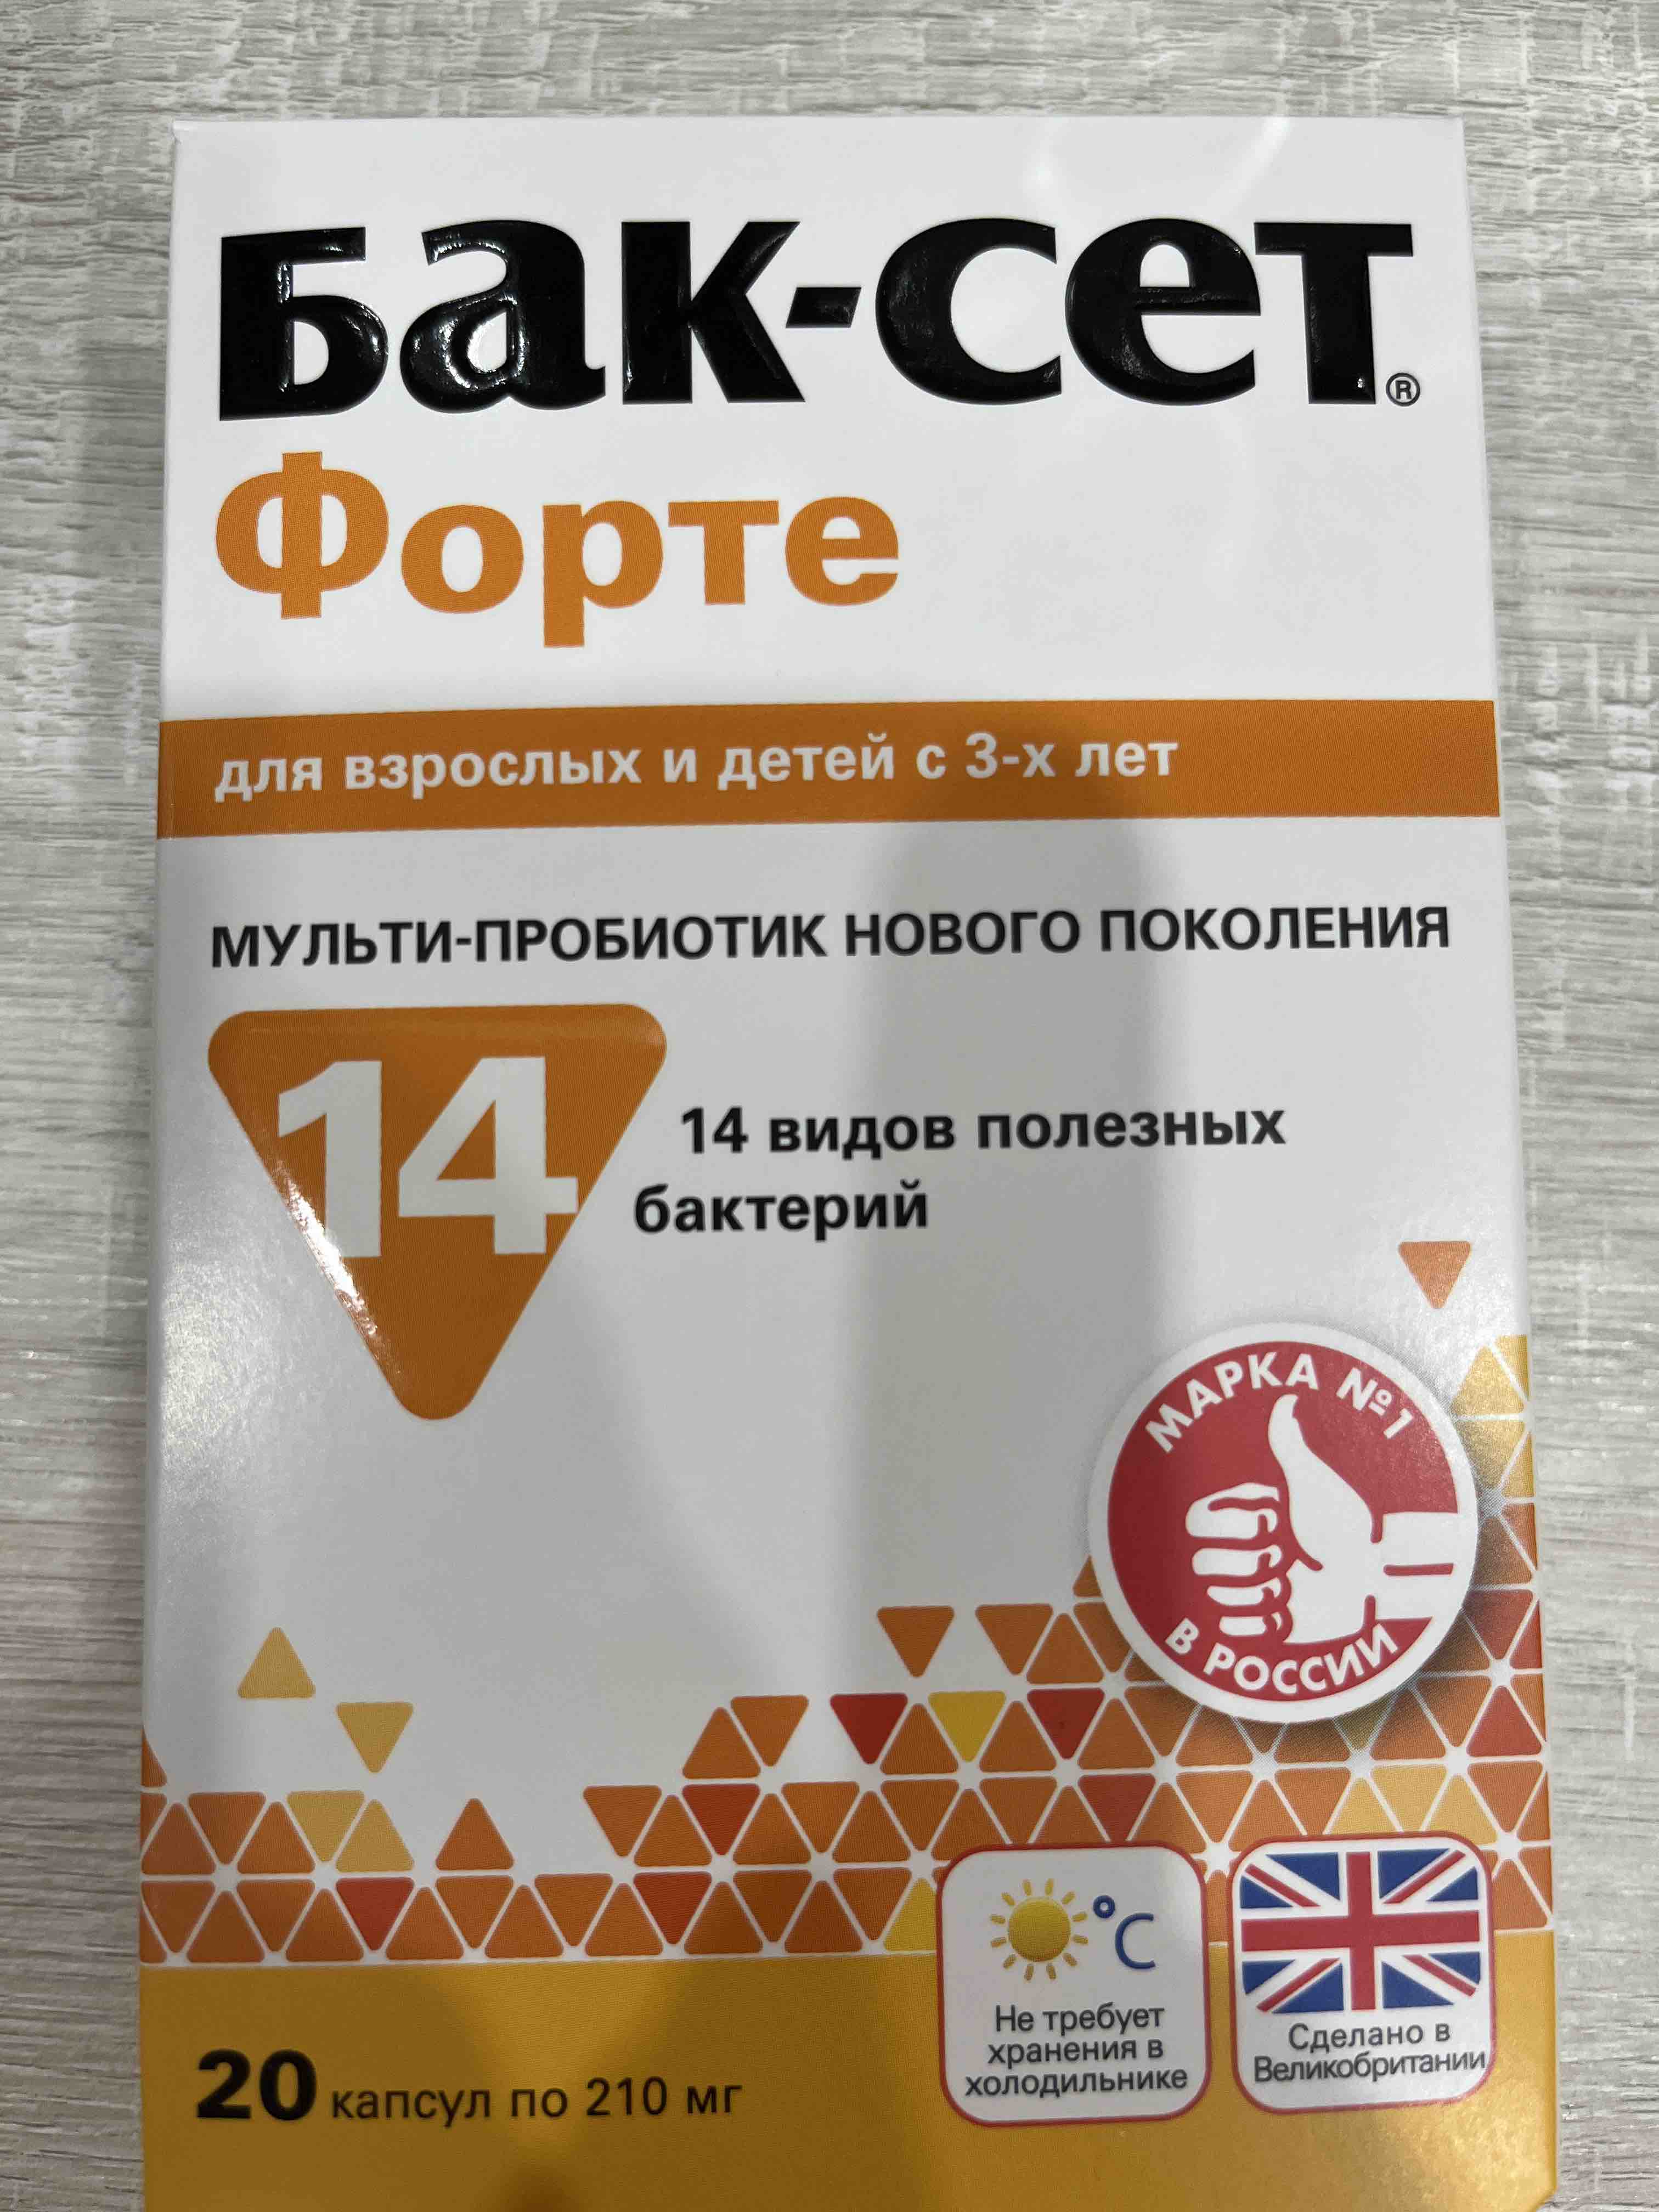 Бак-сет®
Форте
для взрослых и детей с 3-х лет
МУЛЬТИ-ПРОБИОТИК НОВОГО ПОКОЛЕНИЯ
14
14 видов полезных
бактерий
МАРКА №1
В РОССИИ
°C
Не требует
хранения в
холодильнике
Сделано в
Великобритании
20 капсул по 210 мг